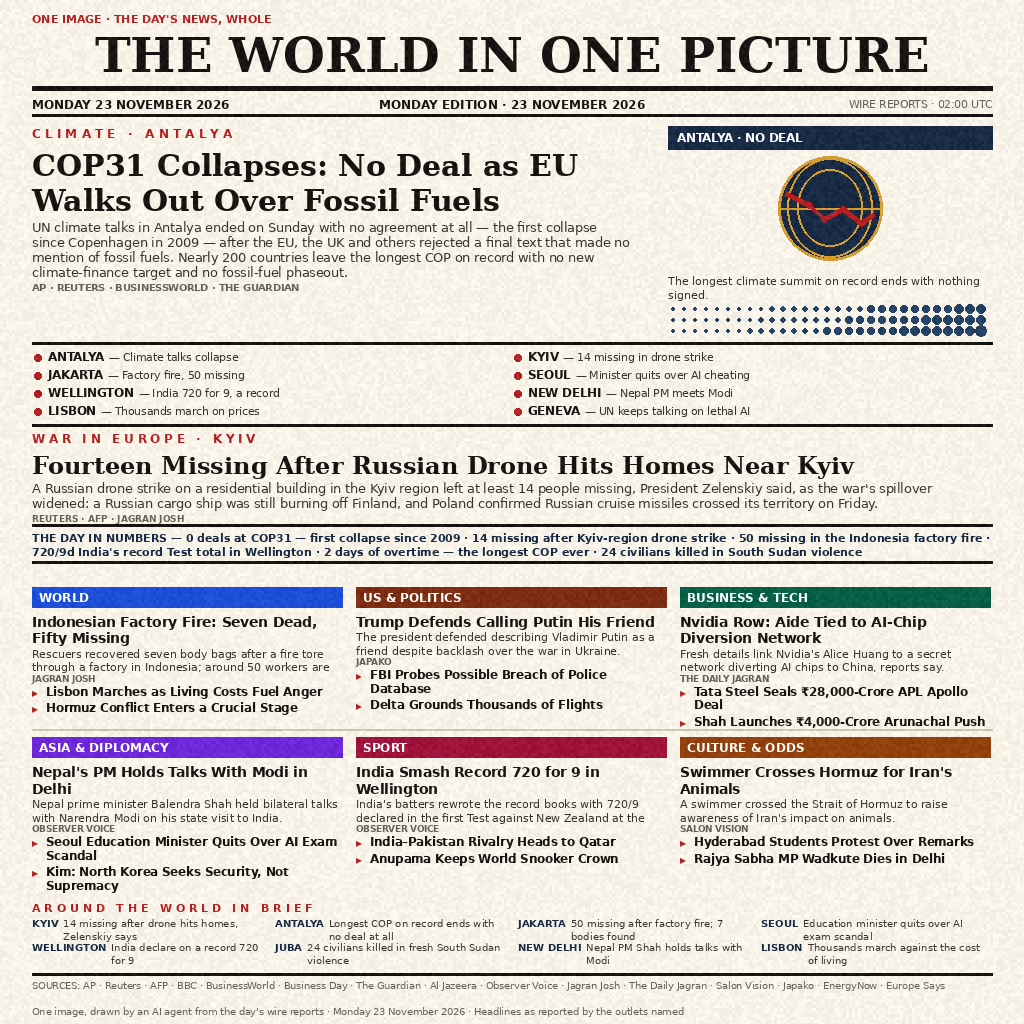 ONE IMAGE · THE DAY'S NEWS, WHOLE
THE WORLD IN ONE PICTURE
MONDAY 23 NOVEMBER 2026
MONDAY EDITION · 23 NOVEMBER 2026
WIRE REPORTS · 02:00 UTC
CLIMATE · ANTALYA
COP31 Collapses: No Deal as EU
Walks Out Over Fossil Fuels
UN climate talks in Antalya ended on Sunday with no agreement at all — the first collapse
since Copenhagen in 2009 — after the EU, the UK and others rejected a final text that made no
mention of fossil fuels. Nearly 200 countries leave the longest COP on record with no new
climate-finance target and no fossil-fuel phaseout.
AP · REUTERS · BUSINESSWORLD · THE GUARDIAN
ANTALYA · NO DEAL
The longest climate summit on record ends with nothing
signed.
ANTALYA — Climate talks collapse
JAKARTA — Factory fire, 50 missing
WELLINGTON — India 720 for 9, a record
LISBON — Thousands march on prices
KYIV — 14 missing in drone strike
SEOUL — Minister quits over AI cheating
NEW DELHI — Nepal PM meets Modi
GENEVA — UN keeps talking on lethal AI
WAR IN EUROPE · KYIV
Fourteen Missing After Russian Drone Hits Homes Near Kyiv
A Russian drone strike on a residential building in the Kyiv region left at least 14 people missing, President Zelenskiy said, as the war's spillover
widened: a Russian cargo ship was still burning off Finland, and Poland confirmed Russian cruise missiles crossed its territory on Friday.
REUTERS · AFP · JAGRAN JOSH
THE DAY IN NUMBERS — 0 deals at COP31 — first collapse since 2009 · 14 missing after Kyiv-region drone strike · 50 missing in the Indonesia factory fire ·
720/9d India's record Test total in Wellington · 2 days of overtime — the longest COP ever · 24 civilians killed in South Sudan violence
WORLD
Indonesian Factory Fire: Seven Dead,
Fifty Missing
Rescuers recovered seven body bags after a fire tore
through a factory in Indonesia; around 50 workers are
JAGRAN JOSH
▸ Lisbon Marches as Living Costs Fuel Anger
▸ Hormuz Conflict Enters a Crucial Stage
US & POLITICS
Trump Defends Calling Putin His Friend
The president defended describing Vladimir Putin as a
friend despite backlash over the war in Ukraine.
JAPAKO
▸ FBI Probes Possible Breach of Police
Database
▸ Delta Grounds Thousands of Flights
BUSINESS & TECH
Nvidia Row: Aide Tied to AI-Chip
Diversion Network
Fresh details link Nvidia's Alice Huang to a secret
network diverting AI chips to China, reports say.
THE DAILY JAGRAN
▸ Tata Steel Seals ₹28,000-Crore APL Apollo
Deal
▸ Shah Launches ₹4,000-Crore Arunachal Push
ASIA & DIPLOMACY
Nepal's PM Holds Talks With Modi in
Delhi
Nepal prime minister Balendra Shah held bilateral talks
with Narendra Modi on his state visit to India.
OBSERVER VOICE
▸ Seoul Education Minister Quits Over AI Exam
Scandal
▸ Kim: North Korea Seeks Security, Not
Supremacy
SPORT
India Smash Record 720 for 9 in
Wellington
India's batters rewrote the record books with 720/9
declared in the first Test against New Zealand at the
OBSERVER VOICE
▸ India–Pakistan Rivalry Heads to Qatar
▸ Anupama Keeps World Snooker Crown
CULTURE & ODDS
Swimmer Crosses Hormuz for Iran's
Animals
A swimmer crossed the Strait of Hormuz to raise
awareness of Iran's impact on animals.
SALON VISION
▸ Hyderabad Students Protest Over Remarks
▸ Rajya Sabha MP Wadkute Dies in Delhi
AROUND THE WORLD IN BRIEF
KYIV 14 missing after drone hits homes,
Zelenskiy says
ANTALYA Longest COP on record ends with
no deal at all
JAKARTA 50 missing after factory fire; 7
bodies found
SEOUL Education minister quits over AI
exam scandal
WELLINGTON India declare on a record 720
for 9
JUBA 24 civilians killed in fresh South Sudan
violence
NEW DELHI Nepal PM Shah holds talks with
Modi
LISBON Thousands march against the cost
of living
SOURCES: AP · Reuters · AFP · BBC · BusinessWorld · Business Day · The Guardian · Al Jazeera · Observer Voice · Jagran Josh · The Daily Jagran · Salon Vision · Japako · EnergyNow · Europe Says
One image, drawn by an AI agent from the day's wire reports · Monday 23 November 2026 · Headlines as reported by the outlets named